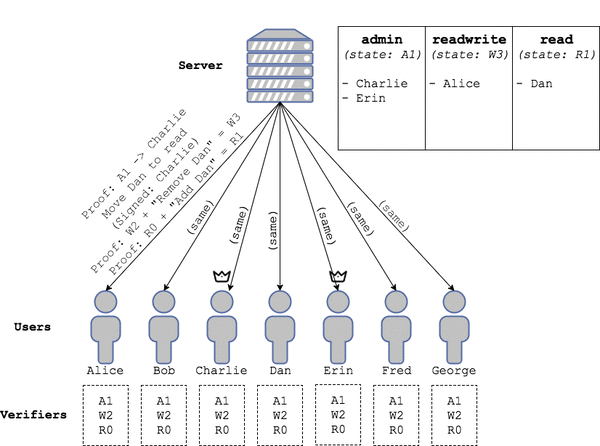 Server
admin
(state: A1)
- Charlie
- Erin
readwrite
(state: W3)
- Alice
read
(state: R1)
- Dan
Proof: A1 -> Charlie
Move Dan to read
(Signed: Charlie)
Proof: W2 + "Remove Dan" = W3
Proof: R0 + "Add Dan" = R1
(same)
(same)
(same)
(same)
(same)
(same)
Users
Alice
Bob
Charlie
Dan
Erin
Fred
George
Verifiers
A1
W2
R0
A1
W2
R0
A1
W2
R0
A1
W2
R0
A1
W2
R0
A1
W2
R0
A1
W2
R0